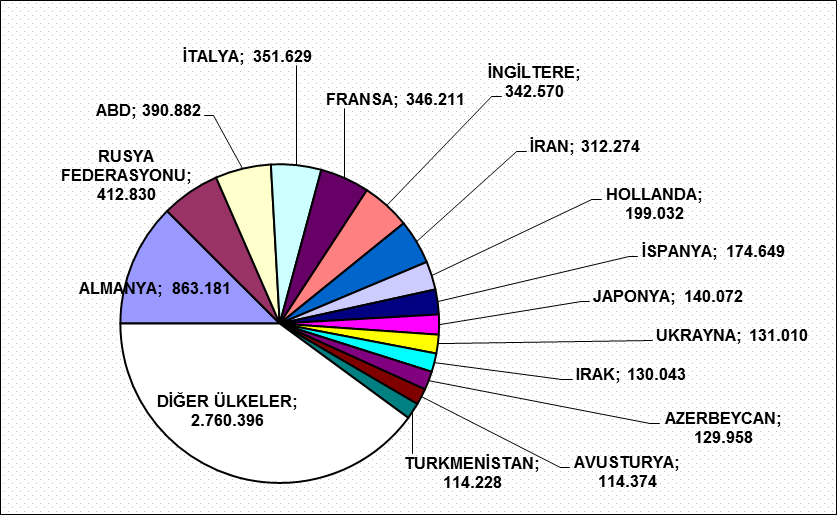 İTALYA; 351.629
İNGİLTERE;
342.570
FRANSA; 346.211
ABD; 390.882
İRAN; 312.274
RUSYA
FEDERASYONU;
412.830
HOLLANDA;
199.032
İSPANYA; 174.649
ALMANYA; 863.181
JAPONYA; 140.072
UKRAYNA; 131.010
IRAK; 130.043
DİĞER ÜLKELER;
2.760.396
AZERBEYCAN;
129.958
TURKMENİSTAN;
114.228
AVUSTURYA;
114.374